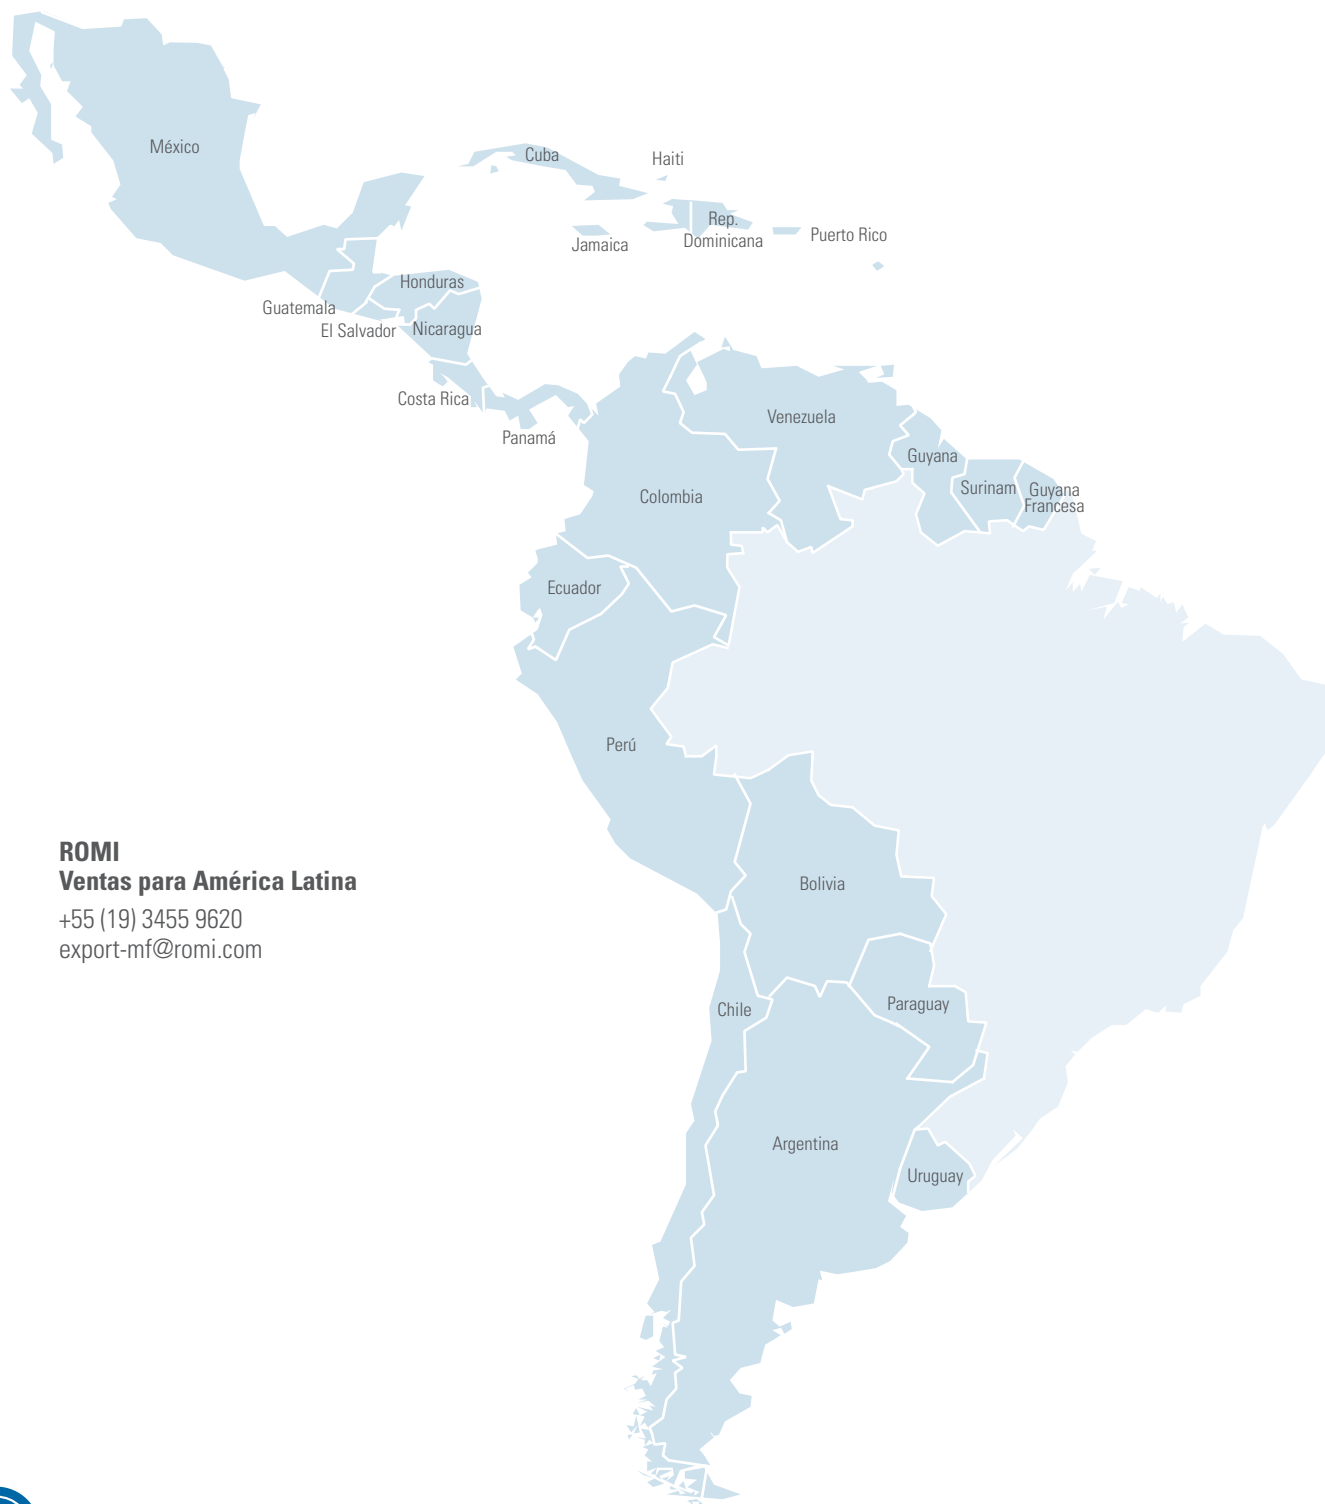 México
Cuba
Haiti
Rep.
Dominicana
Jamaica
Puerto Rico
Honduras
Guatemala
El Salvador
Nicaragua
Costa Rica
Panamá
Venezuela
Guyana
Surinam
Guyana
Francesa
Colombia
Ecuador
Perú
ROMI
Ventas para América Latina
+55 (19) 3455 9620
export-mf@romi.com
Bolivia
Chile
Paraguay
Argentina
Uruguay